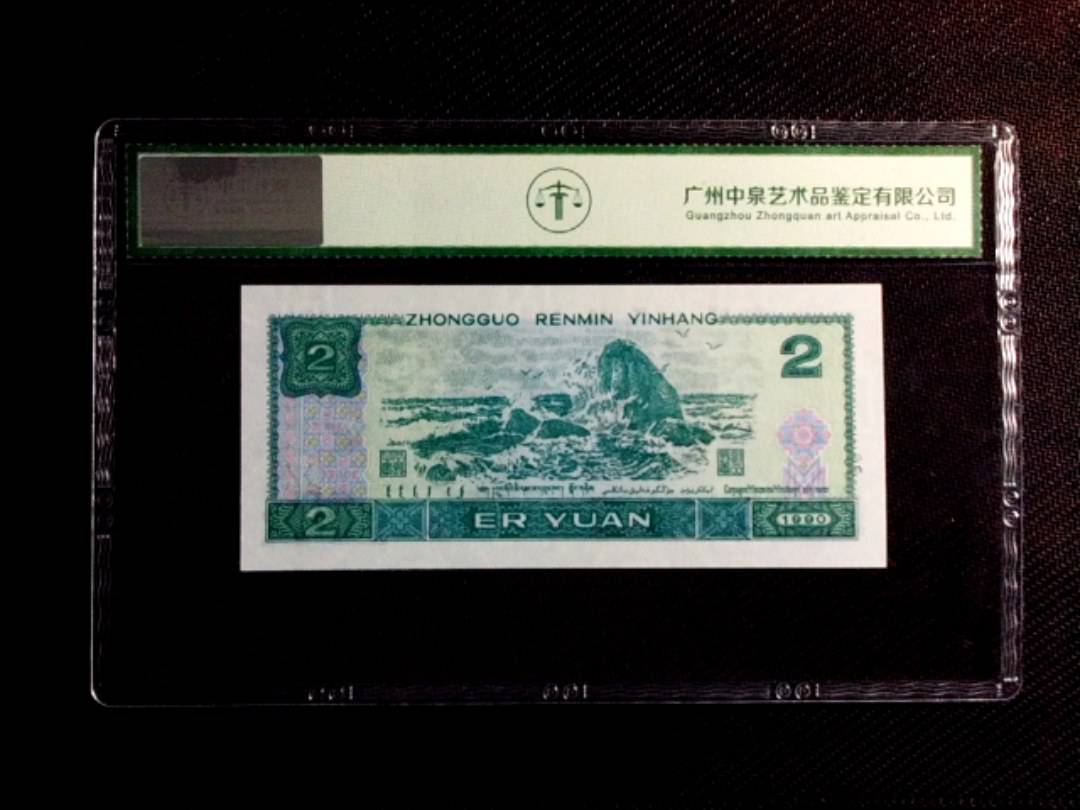 广州中泉艺术品鉴定有限公司
Guangzhou Zhongquan art Appraisal Co., Ltd.
ZHONGGUO RENMIN YINHANG
2
2
2
ER YUAN
1990